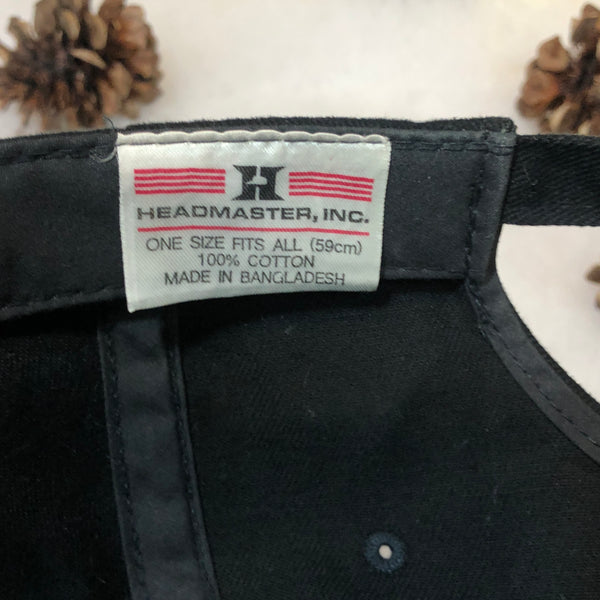 H
HEADMASTER, INC.
ONE SIZE FITS ALL (59cm)
100% COTTON
MADE IN BANGLADESH